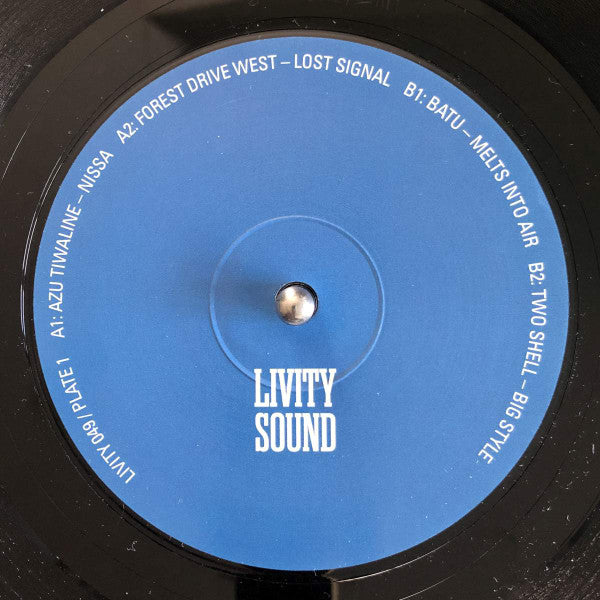 LIVITY 049 / PLATE 1 A1: AZU TIWALINE – NISSA A2: FOREST DRIVE WEST – LOST SIGNAL B1: BATU – MELTS INTO AIR B2: TWO SHELL – BIG STYLE
LIVITY
SOUND